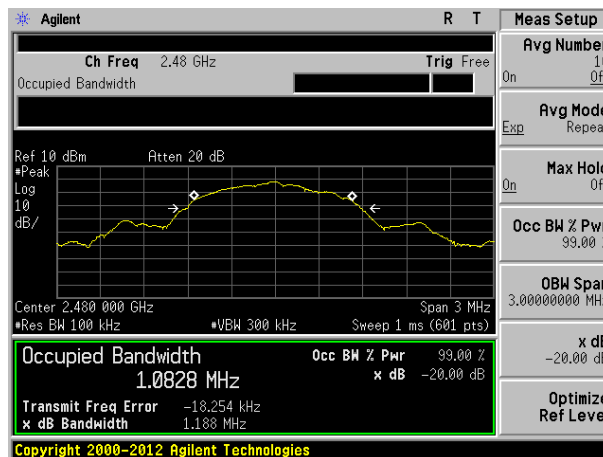 Agilent R T Meas Setup
Ch Freq 2.48 GHz Trig Free
Occupied Bandwidth
Avg Number
On
Avg Mode
Exp
Max Hold
On
Occ BW % Pwr
99.00
OBW Span
3.00000000
x dB
-20.00
Optimize
Ref Level
Ref 10 dBm Atten 20 dB
#Peak
Log
10
dB/
Center 2.480 000 GHz Span 3 MHz
#Res BW 100 kHz #VBW 300 kHz Sweep 1 ms (601 pts)
Occupied Bandwidth Occ BW % Pwr 99.00 %
1.0828 MHz x dB -20.00 dB
Transmit Freq Error -18.254 kHz
x dB Bandwidth 1.188 MHz
Copyright 2000-2012 Agilent Technologies